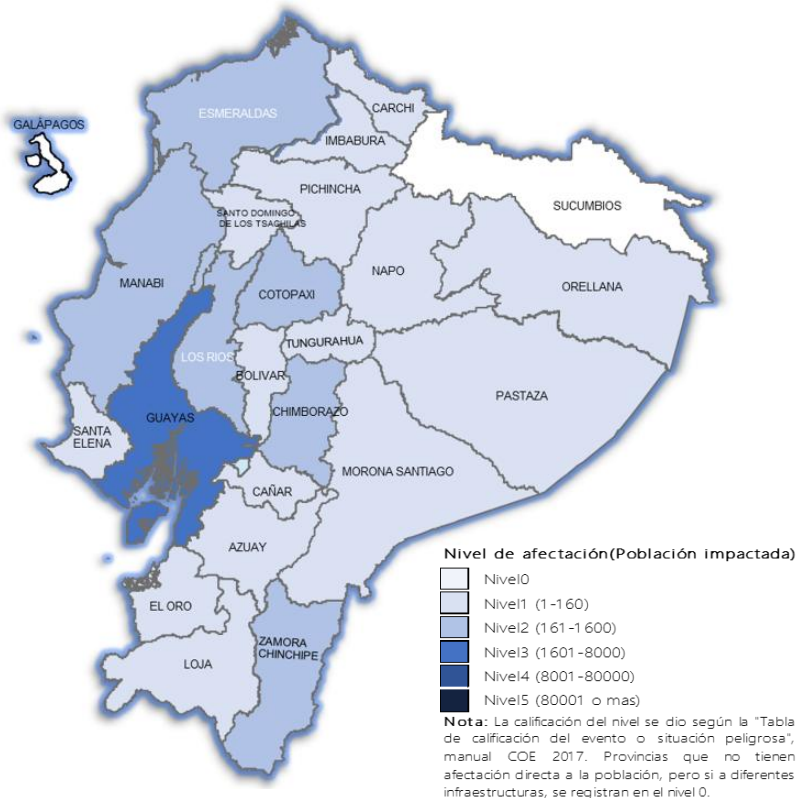 ESMERALDAS
CARCHI
GALÁPAGOS
IMBABURA
PICHINCHA
SUCUMBIOS
SANTO DOMINGO
DE LOS TSACHILAS
NAPO
MANABI
ORELLANA
COTOPAXI
TUNGURAHUA
LOS RIOS
BOLIVAR
PASTAZA
CHIMBORAZO
GUAYAS
SANTA
ELENA
MORONA SANTIAGO
CAÑAR
AZUAY
EL ORO
ZAMORA
CHINCHIPE
LOJA
Nivel de afectación(Población impactada)
Nivel0
Nivel1 (1-160)
Nivel2 (161-1600)
Nivel3 (1601-8000)
Nivel4 (8001-80000)
Nivel5 (80001 o mas)
Nota: La calificación del nivel se dio según la "Tabla
de calificación del evento o situación peligrosa",
manual COE 2017. Provincias que no tienen
afectación directa a la población, pero si a diferentes
infraestructuras, se registran en el nivel 0.